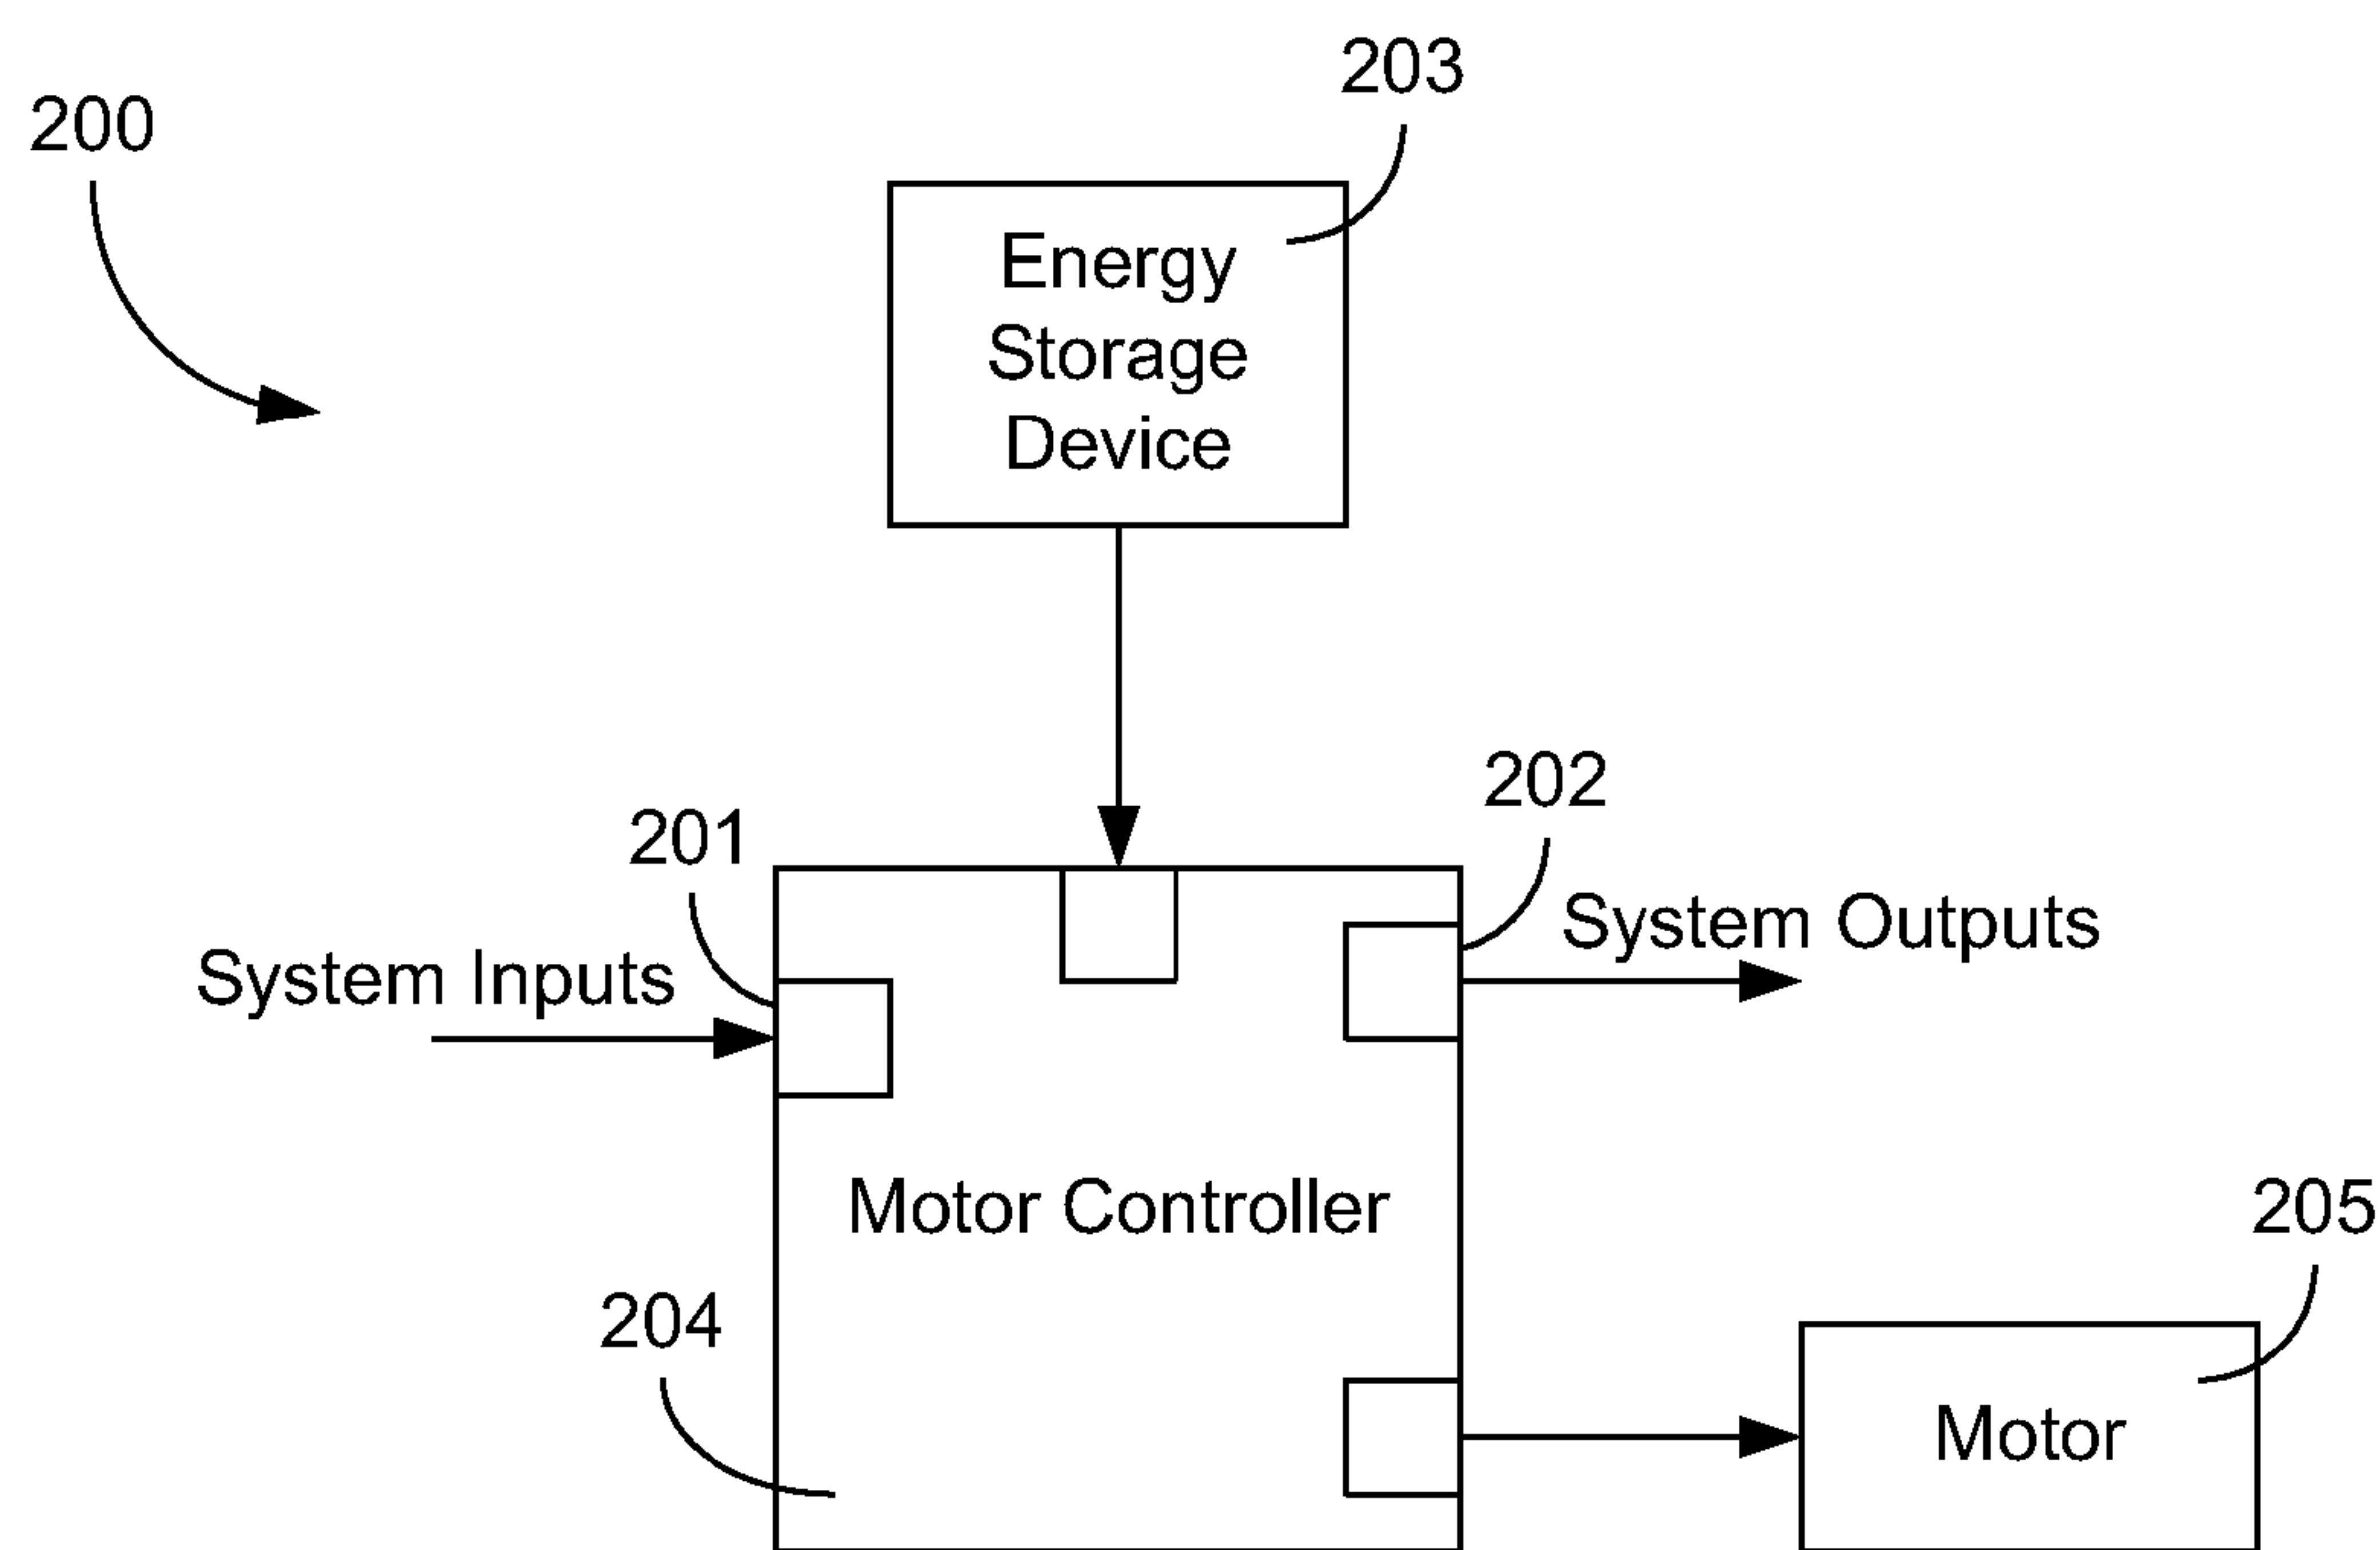 203
200
Energy
Storage
Device
202
201
System Outputs
System Inputs
Motor Controller
205
204
Motor